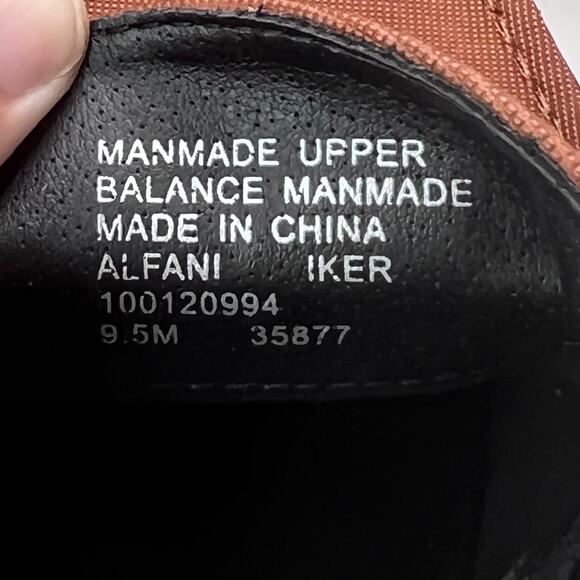 MANMADE UPPER
BALANCE MANMADE
MADE IN CHINA
ALFANI IKER
100120994
9.5M 35877